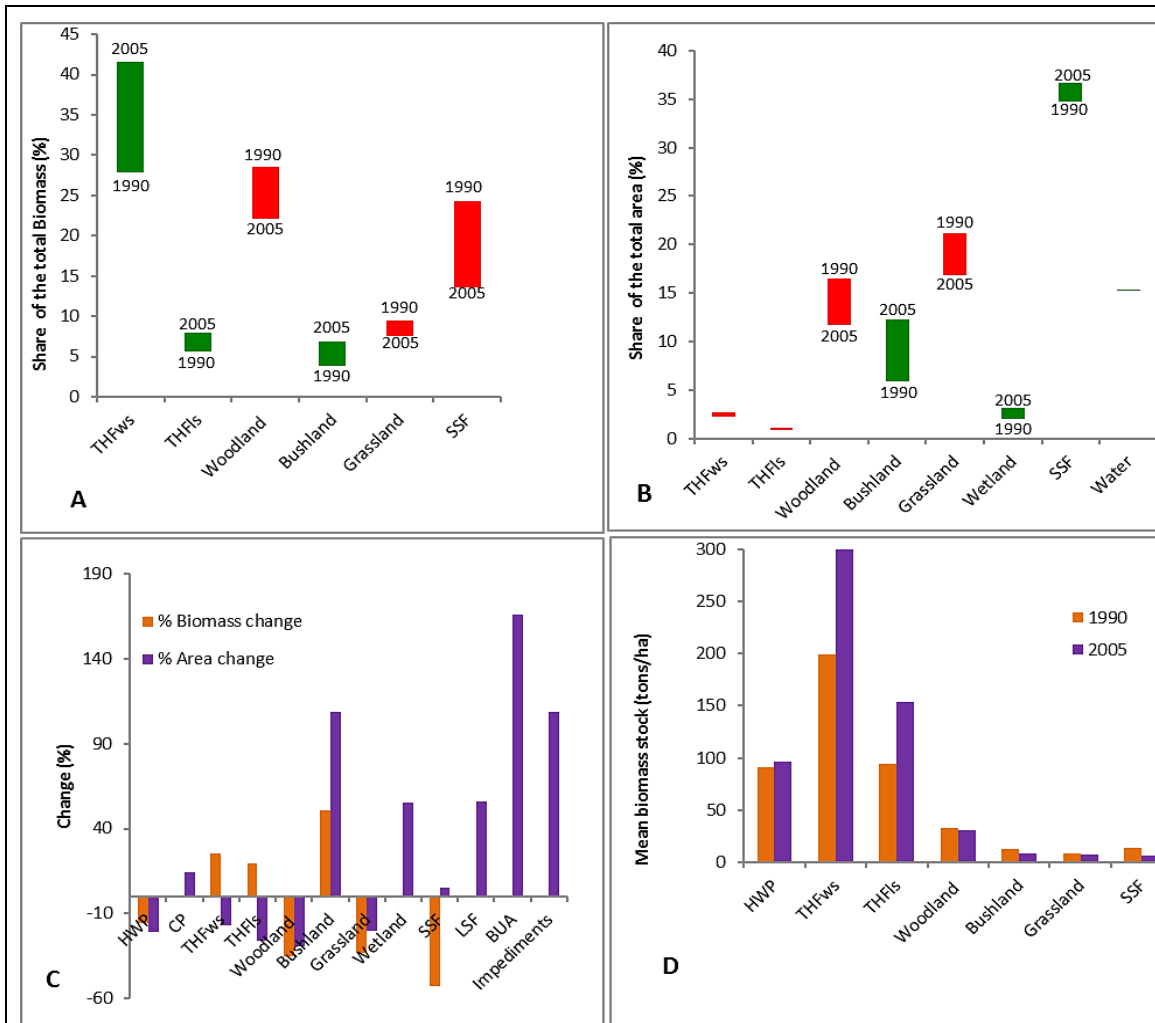 Share of the total Biomass (%)
45
40
35
30
25
20
15
10
5
0
2005
1990
2005
1990
1990
2005
2005
1990
1990
2005
1990
2005
THFws
THFls
Woodland
Bushland
Grassland
SSF
A
Share of the total area (%)
40
35
30
25
20
15
10
5
0
1990
2005
2005
1990
1990
2005
2005
1990
2005
1990
THFws
THFls
Woodland
Bushland
Grassland
Wetland
SSF
Water
B
Change (%)
190
140
90
40
-10
-60
% Biomass change
% Area change
HWP
CP
THFws
THFls
Woodland
Bushland
Grassland
Wetland
SSF
LSF
BUA
Impediments
C
Mean biomass stock (tons/ha)
300
250
200
150
100
50
0
1990
2005
HWP
THFws
THFls
Woodland
Bushland
Grassland
SSF
D